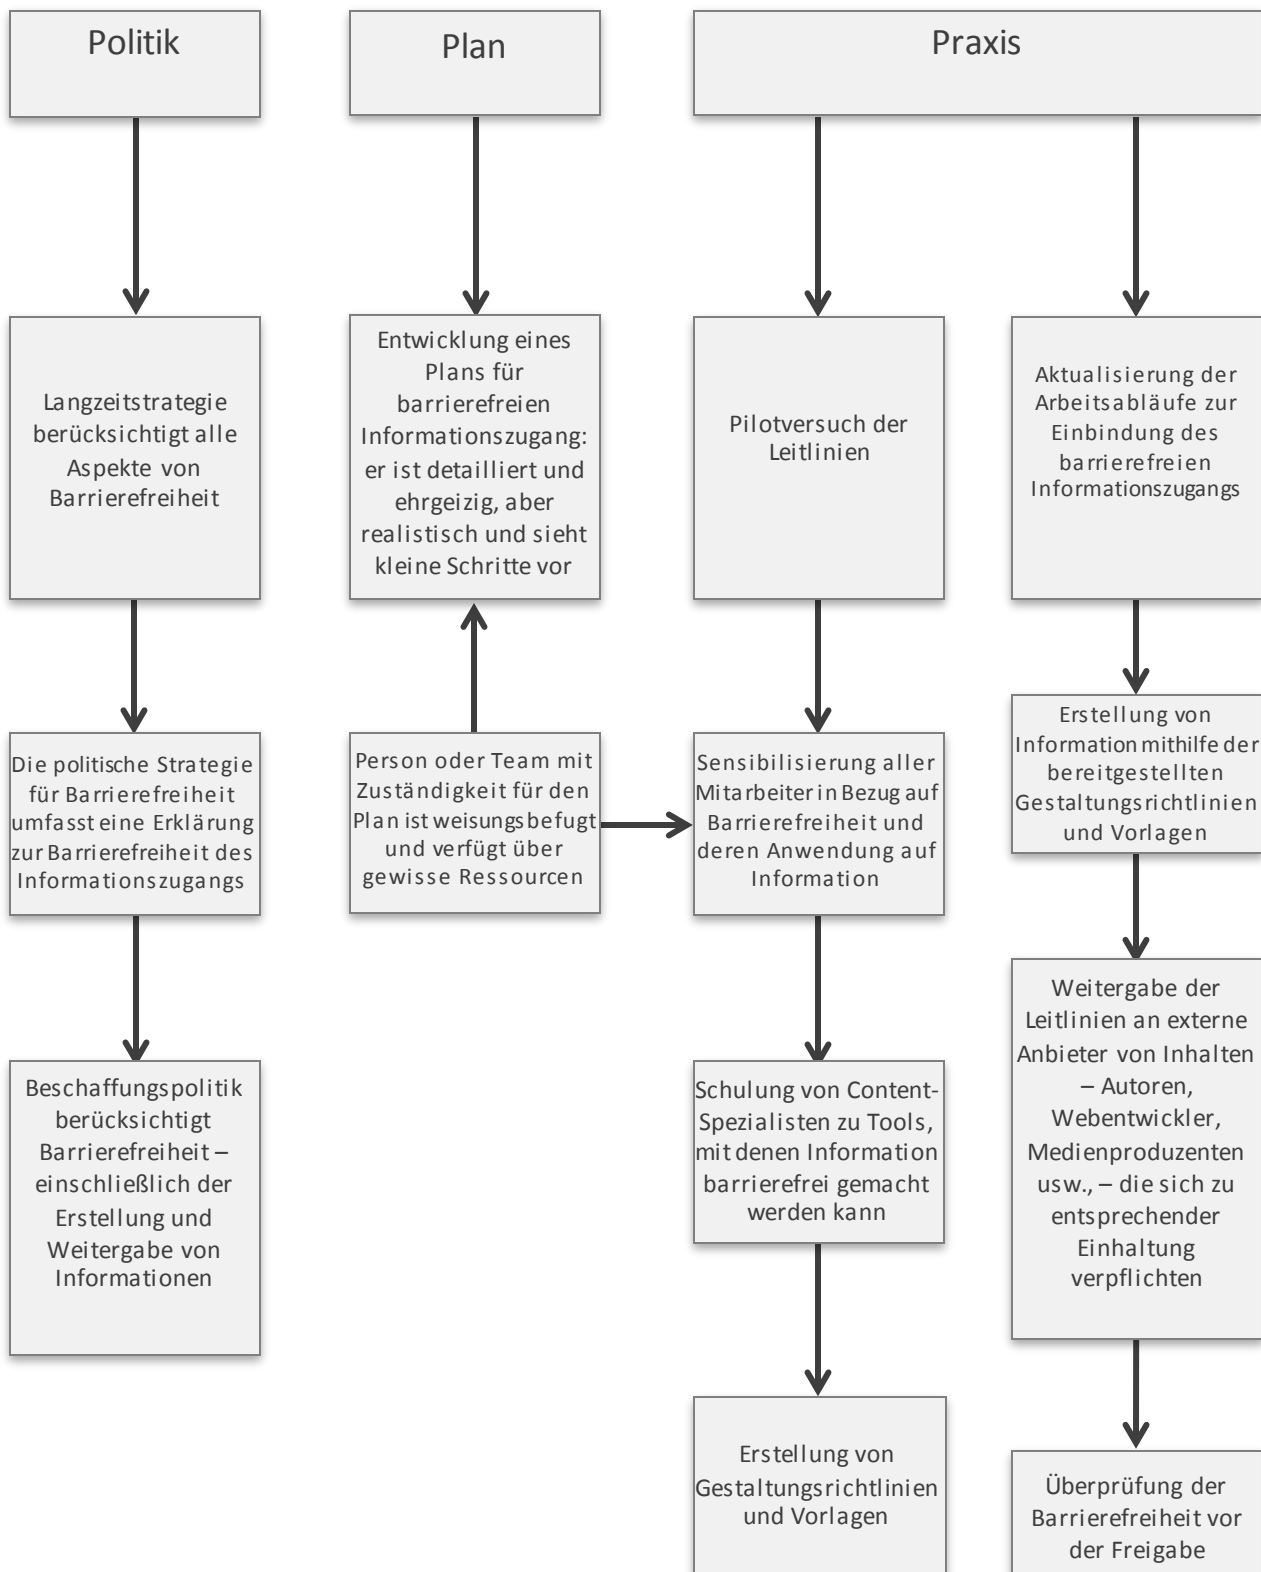 Politik
Plan
Praxis
Langzeitstrategie
berücksichtigt alle
Aspekte von
Barrierefreiheit
Entwicklung eines
Plans für
barrierefreien
Informationszugang:
er ist detailliert und
ehrgeizig, aber
realistisch und sieht
kleine Schritte vor
Pilotversuch der
Leitlinien
Aktualisierung der
Arbeitsabläufe zur
Einbindung des
barrierefreien
Informationszugangs
Die politische Strategie
für Barrierefreiheit
umfasst eine Erklärung
zur Barrierefreiheit des
Informationszugangs
Person oder Team mit
Zuständigkeit für den
Plan ist weisungsbefugt
und verfügt über
gewisse Ressourcen
Sensibilisierung aller
Mitarbeiter in Bezug auf
Barrierefreiheit und
deren Anwendung auf
Information
Erstellung von
Information mithilfe der
bereitgestellten
Gestaltungsrichtlinien
und Vorlagen
Beschaffungspolitik
berücksichtigt
Barrierefreiheit –
einschließlich der
Erstellung und
Weitergabe von
Informationen
Schulung von Content-
Spezialisten zu Tools,
mit denen Information
barrierefrei gemacht
werden kann
Weitergabe der
Leitlinien an externe
Anbieter von Inhalten
– Autoren,
Webentwickler,
Medienproduzenten
usw., – die sich zu
entsprechender
Einhaltung
verpflichten
Erstellung von
Gestaltungsrichtlinien
und Vorlagen
Überprüfung der
Barrierefreiheit vor
der Freigabe